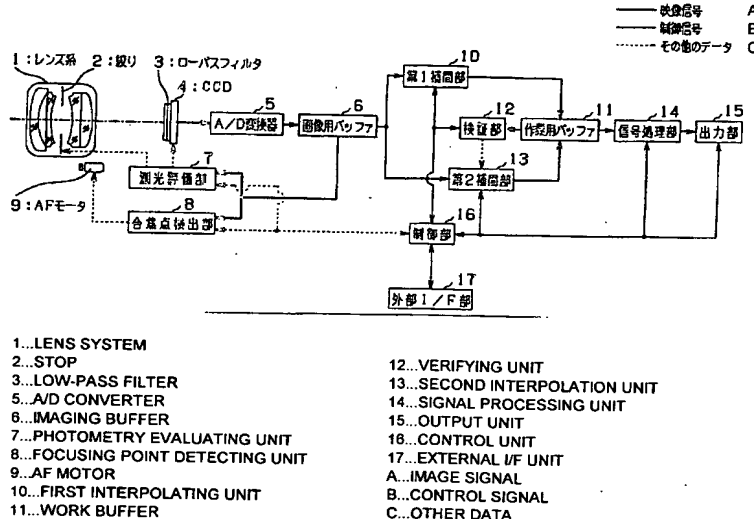 映像信号 A
制御信号 B
その他のデータ C
1：レンズ系
2：絞り
3：ローパスフィルタ
4：CCD
5
A/D変換器
6
画像用バッファ
10
第1補間部
12
検証部
11
作業用バッファ
14
信号処理部
15
出力部
7
測光評価部
13
第2補間部
9：AFモータ
8
合焦点検出部
16
制御部
17
外部I/F部
1...LENS SYSTEM
2...STOP
3...LOW-PASS FILTER
5...A/D CONVERTER
6...IMAGING BUFFER
7...PHOTOMETRY EVALUATING UNIT
8...FOCUSING POINT DETECTING UNIT
9...AF MOTOR
10...FIRST INTERPOLATING UNIT
11...WORK BUFFER
12...VERIFYING UNIT
13...SECOND INTERPOLATION UNIT
14...SIGNAL PROCESSING UNIT
15...OUTPUT UNIT
16...CONTROL UNIT
17...EXTERNAL I/F UNIT
A...IMAGE SIGNAL
B...CONTROL SIGNAL
C...OTHER DATA